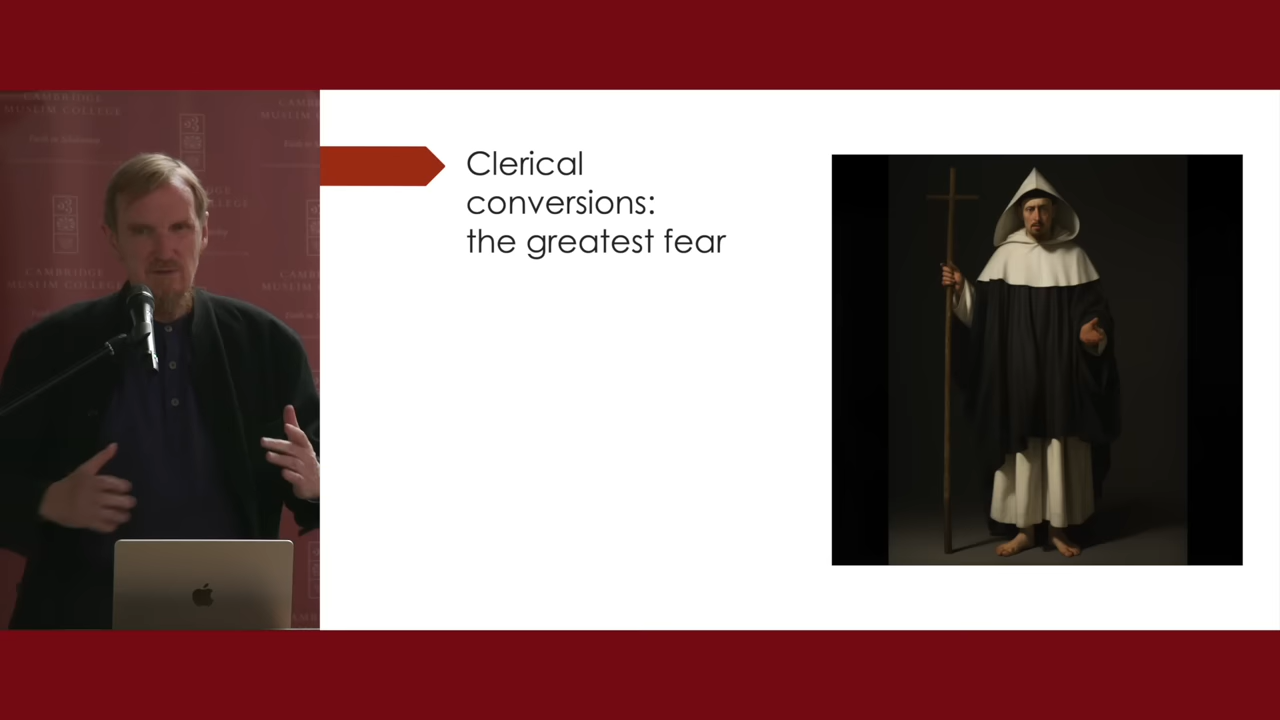 CAMBRIDGE
MUSLIM COLLEGE
CAMBRIDGE
MUSLIM COLLEGE
Clerical
conversions:
the greatest fear